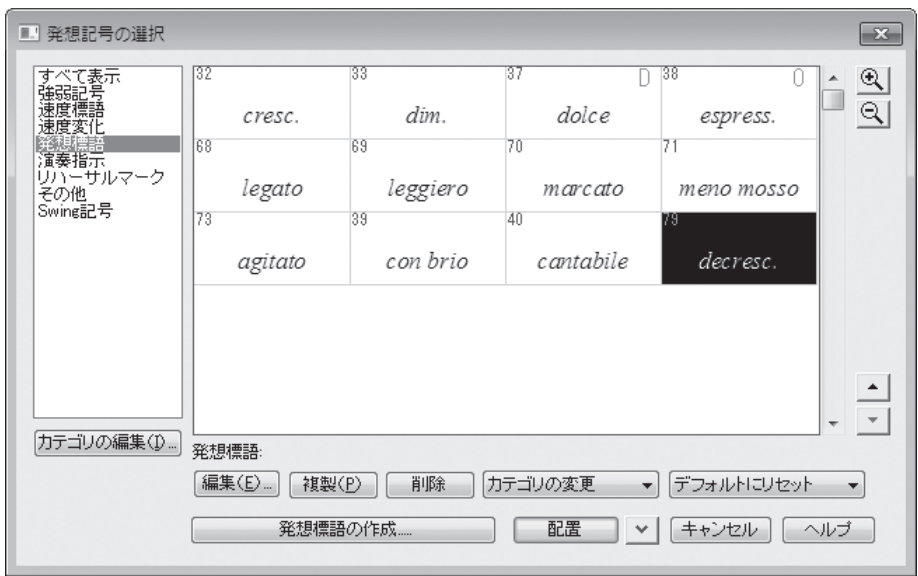 発想記号の選択
すべて表示
強弱記号
速度標語
速度変化
発想標語
演奏指示
リハーサルマーク
その他
Swing記号
カテゴリの編集(I)...
32 33 37 D 38 O
cresc. dim. dolce espress.
68 69 70 71
legato leggiero marcato meno mosso
73 39 40 79
agitato con brio cantabile decresc.
発想標語:
編集(E)... 複製(P) 削除 カテゴリの変更 デフォルトにリセット
発想標語の作成..... 配置 キャンセル ヘルプ